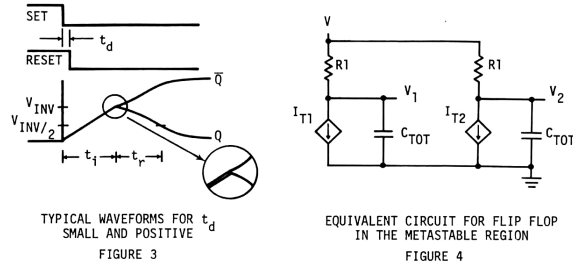 SET
t_d
RESET
Q̅
V_INV
V_INV/2
Q
t_i
t_r
TYPICAL WAVEFORMS FOR t_d
SMALL AND POSITIVE
FIGURE 3
V
R1
R1
V_1
V_2
I_T1
C_TOT
I_T2
C_TOT
EQUIVALENT CIRCUIT FOR FLIP FLOP
IN THE METASTABLE REGION
FIGURE 4